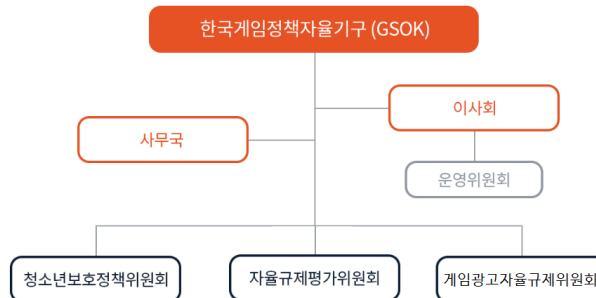 한국게임정책자율기구 (GSOK)
이사회
사무국
운영위원회
청소년보호정책위원회
자율규제평가위원회
게임광고자율규제위원회